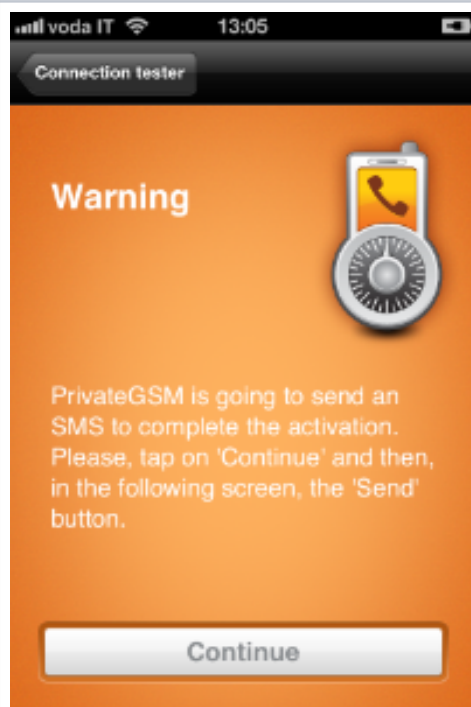 voda IT 13:05
Connection tester
Warning
PrivateGSM is going to send an
SMS to complete the activation.
Please, tap on 'Continue' and then,
in the following screen, the 'Send'
button.
Continue